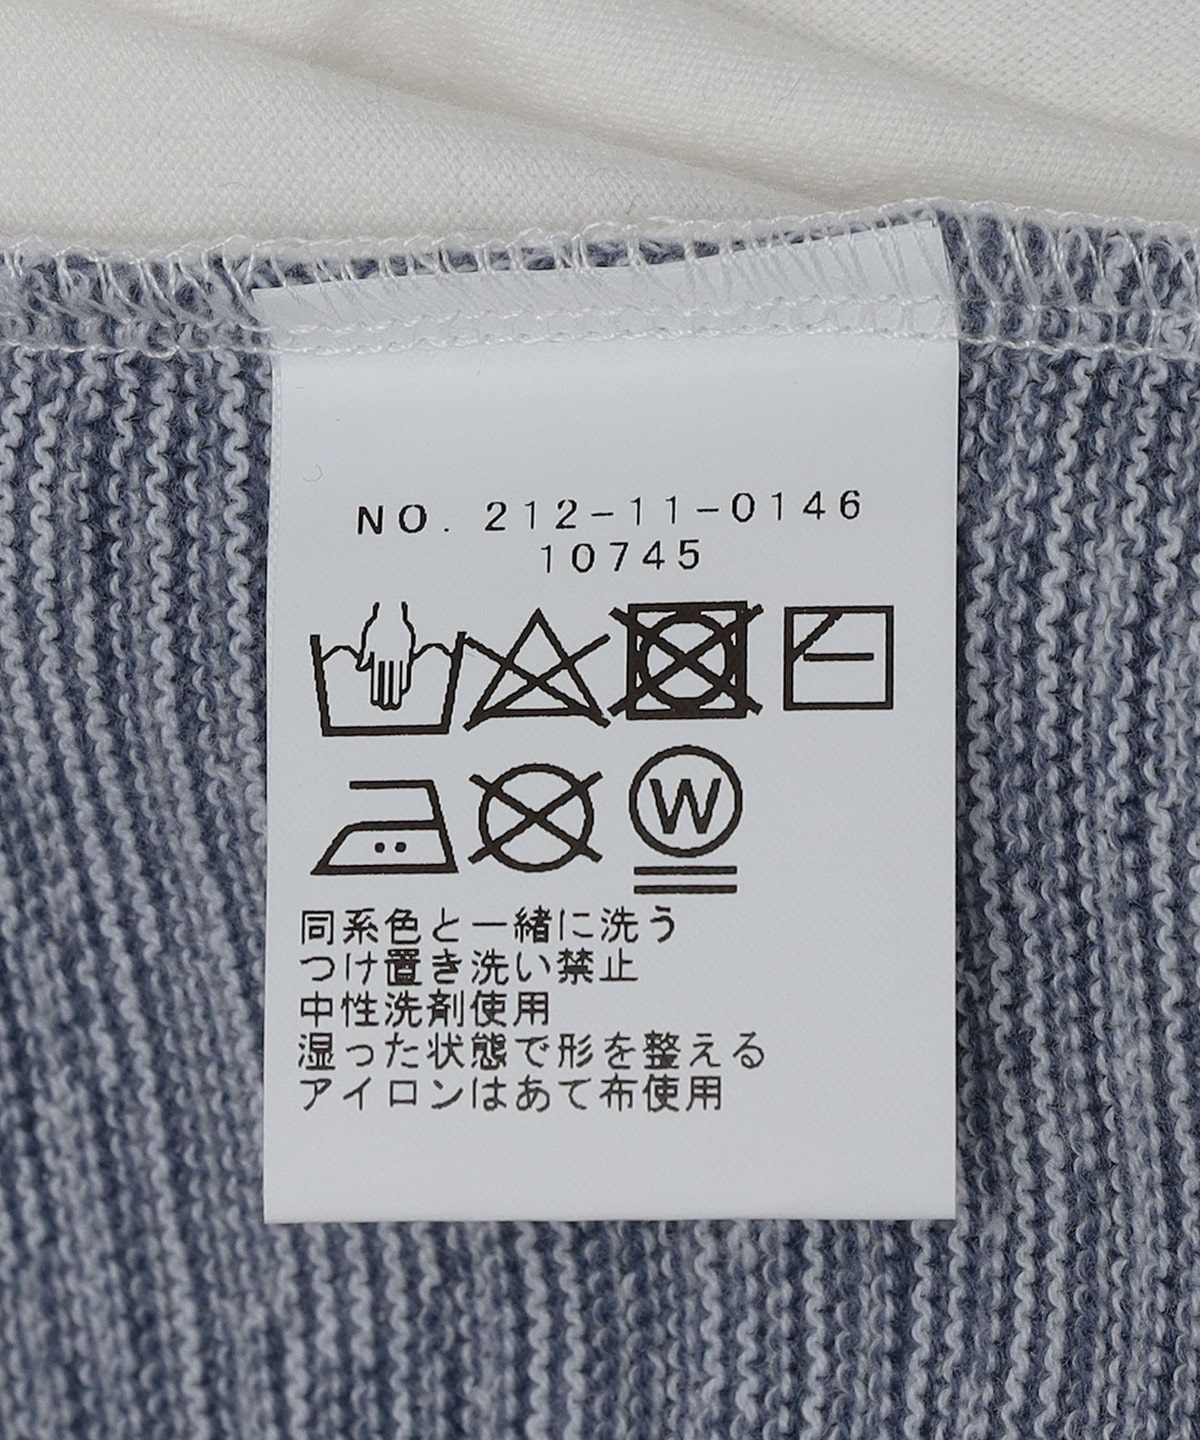 NO. 212-11-0146
10745
W
同系色と一緒に洗う
つけ置き洗い禁止
中性洗剤使用
湿った状態で形を整える
アイロンはあて布使用